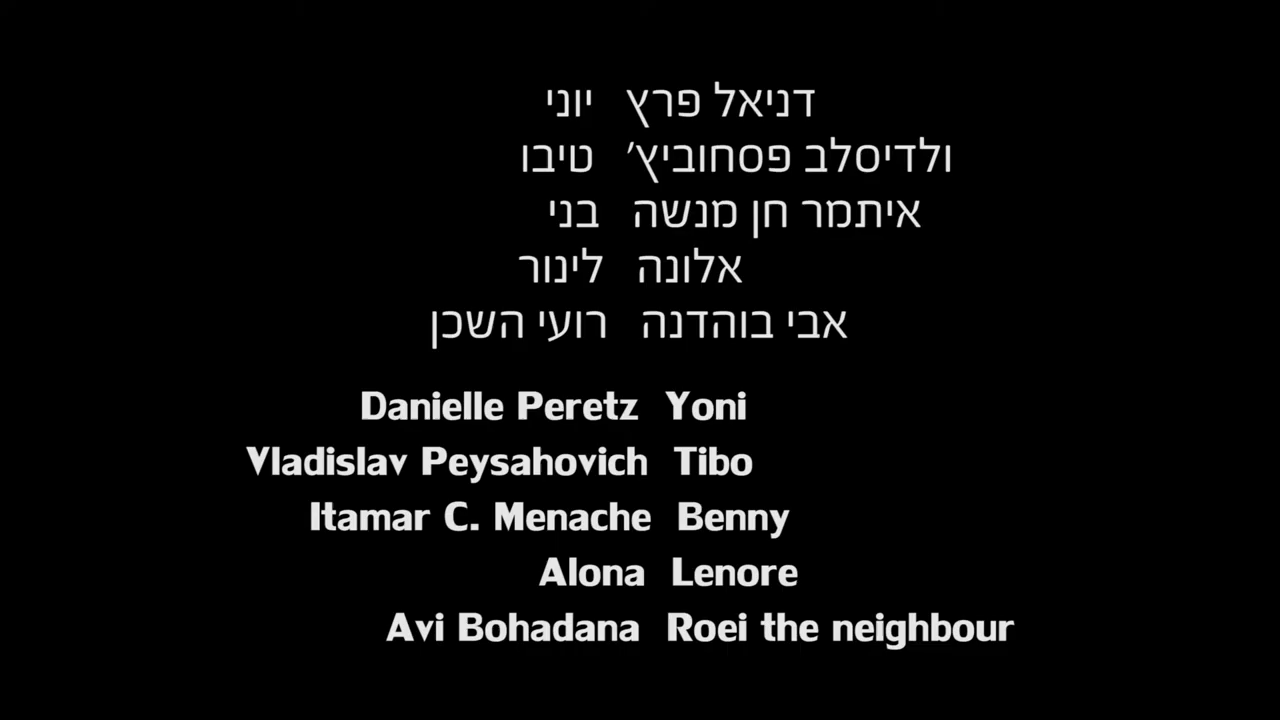 דניאל פרץ יוני
ולדיסלב פסחוביץ' טיבו
איתמר חן מנשה בני
אלונה לינור
אבי בוהדנה רועי השכן
Danielle Peretz Yoni
Vladislav Peysahovich Tibo
Itamar C. Menache Benny
Alona Lenore
Avi Bohadana Roei the neighbour